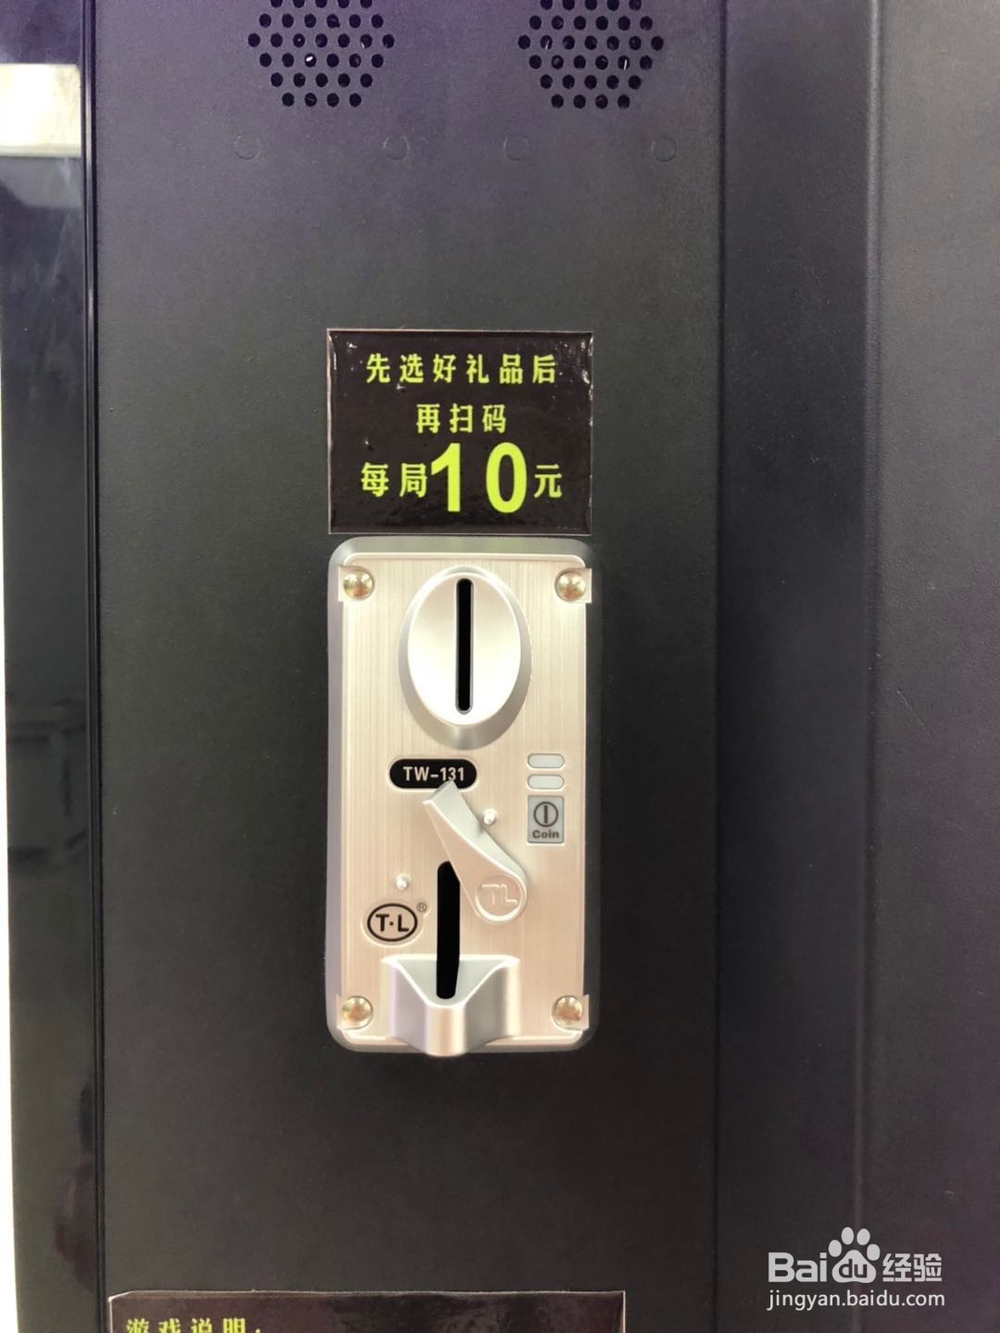 先选好礼品后
再扫码
每局10元
TW-131
Coin
TL
T·L®
游戏说明：
Baidu经验
jingyan.baidu.com